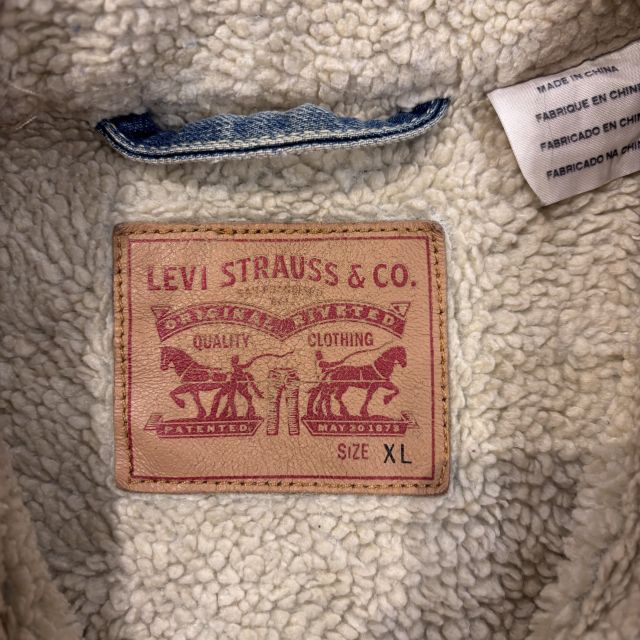 MADE IN CHINA
FABRIQUE EN CHINE
FABRICADO EN CHINA
FABRICADO NA CHINA
LEVI STRAUSS & CO.
ORIGINAL RIVETED
QUALITY CLOTHING
PATENTED MAY 20 1873
SIZE XL